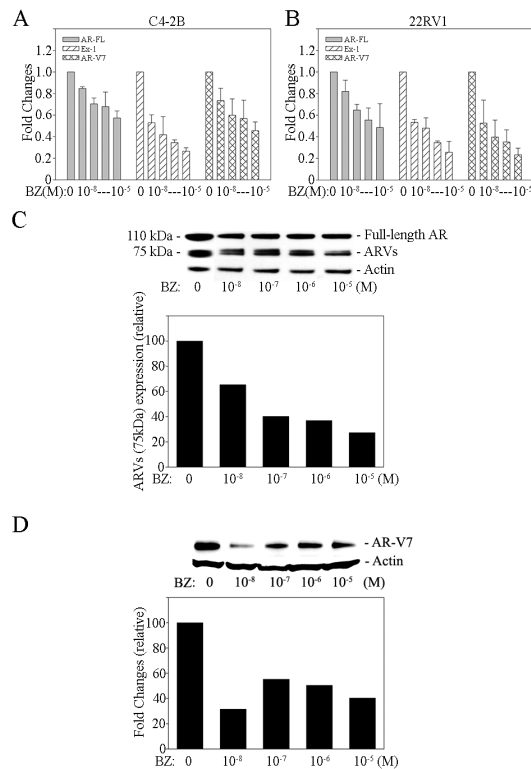 A
C4-2B
AR-FL
Ex-1
AR-V7
Fold Changes
1.0
0.8
0.6
0.4
0.2
0
BZ(M):0 10⁻⁸---10⁻⁵ 0 10⁻⁸---10⁻⁵ 0 10⁻⁸---10⁻⁵
B
22RV1
AR-FL
Ex-1
AR-V7
Fold Changes
1.0
0.8
0.6
0.4
0.2
0
BZ(M):0 10⁻⁸---10⁻⁵ 0 10⁻⁸---10⁻⁵ 0 10⁻⁸---10⁻⁵
C
110 kDa - - Full-length AR
75 kDa - - ARVs
- Actin
BZ: 0 10⁻⁸ 10⁻⁷ 10⁻⁶ 10⁻⁵ (M)
ARVs (75kDa) expression (relative)
100
80
60
40
20
0
BZ: 0 10⁻⁸ 10⁻⁷ 10⁻⁶ 10⁻⁵ (M)
D
- AR-V7
- Actin
BZ: 0 10⁻⁸ 10⁻⁷ 10⁻⁶ 10⁻⁵ (M)
Fold Changes (relative)
100
80
60
40
20
0
BZ: 0 10⁻⁸ 10⁻⁷ 10⁻⁶ 10⁻⁵ (M)